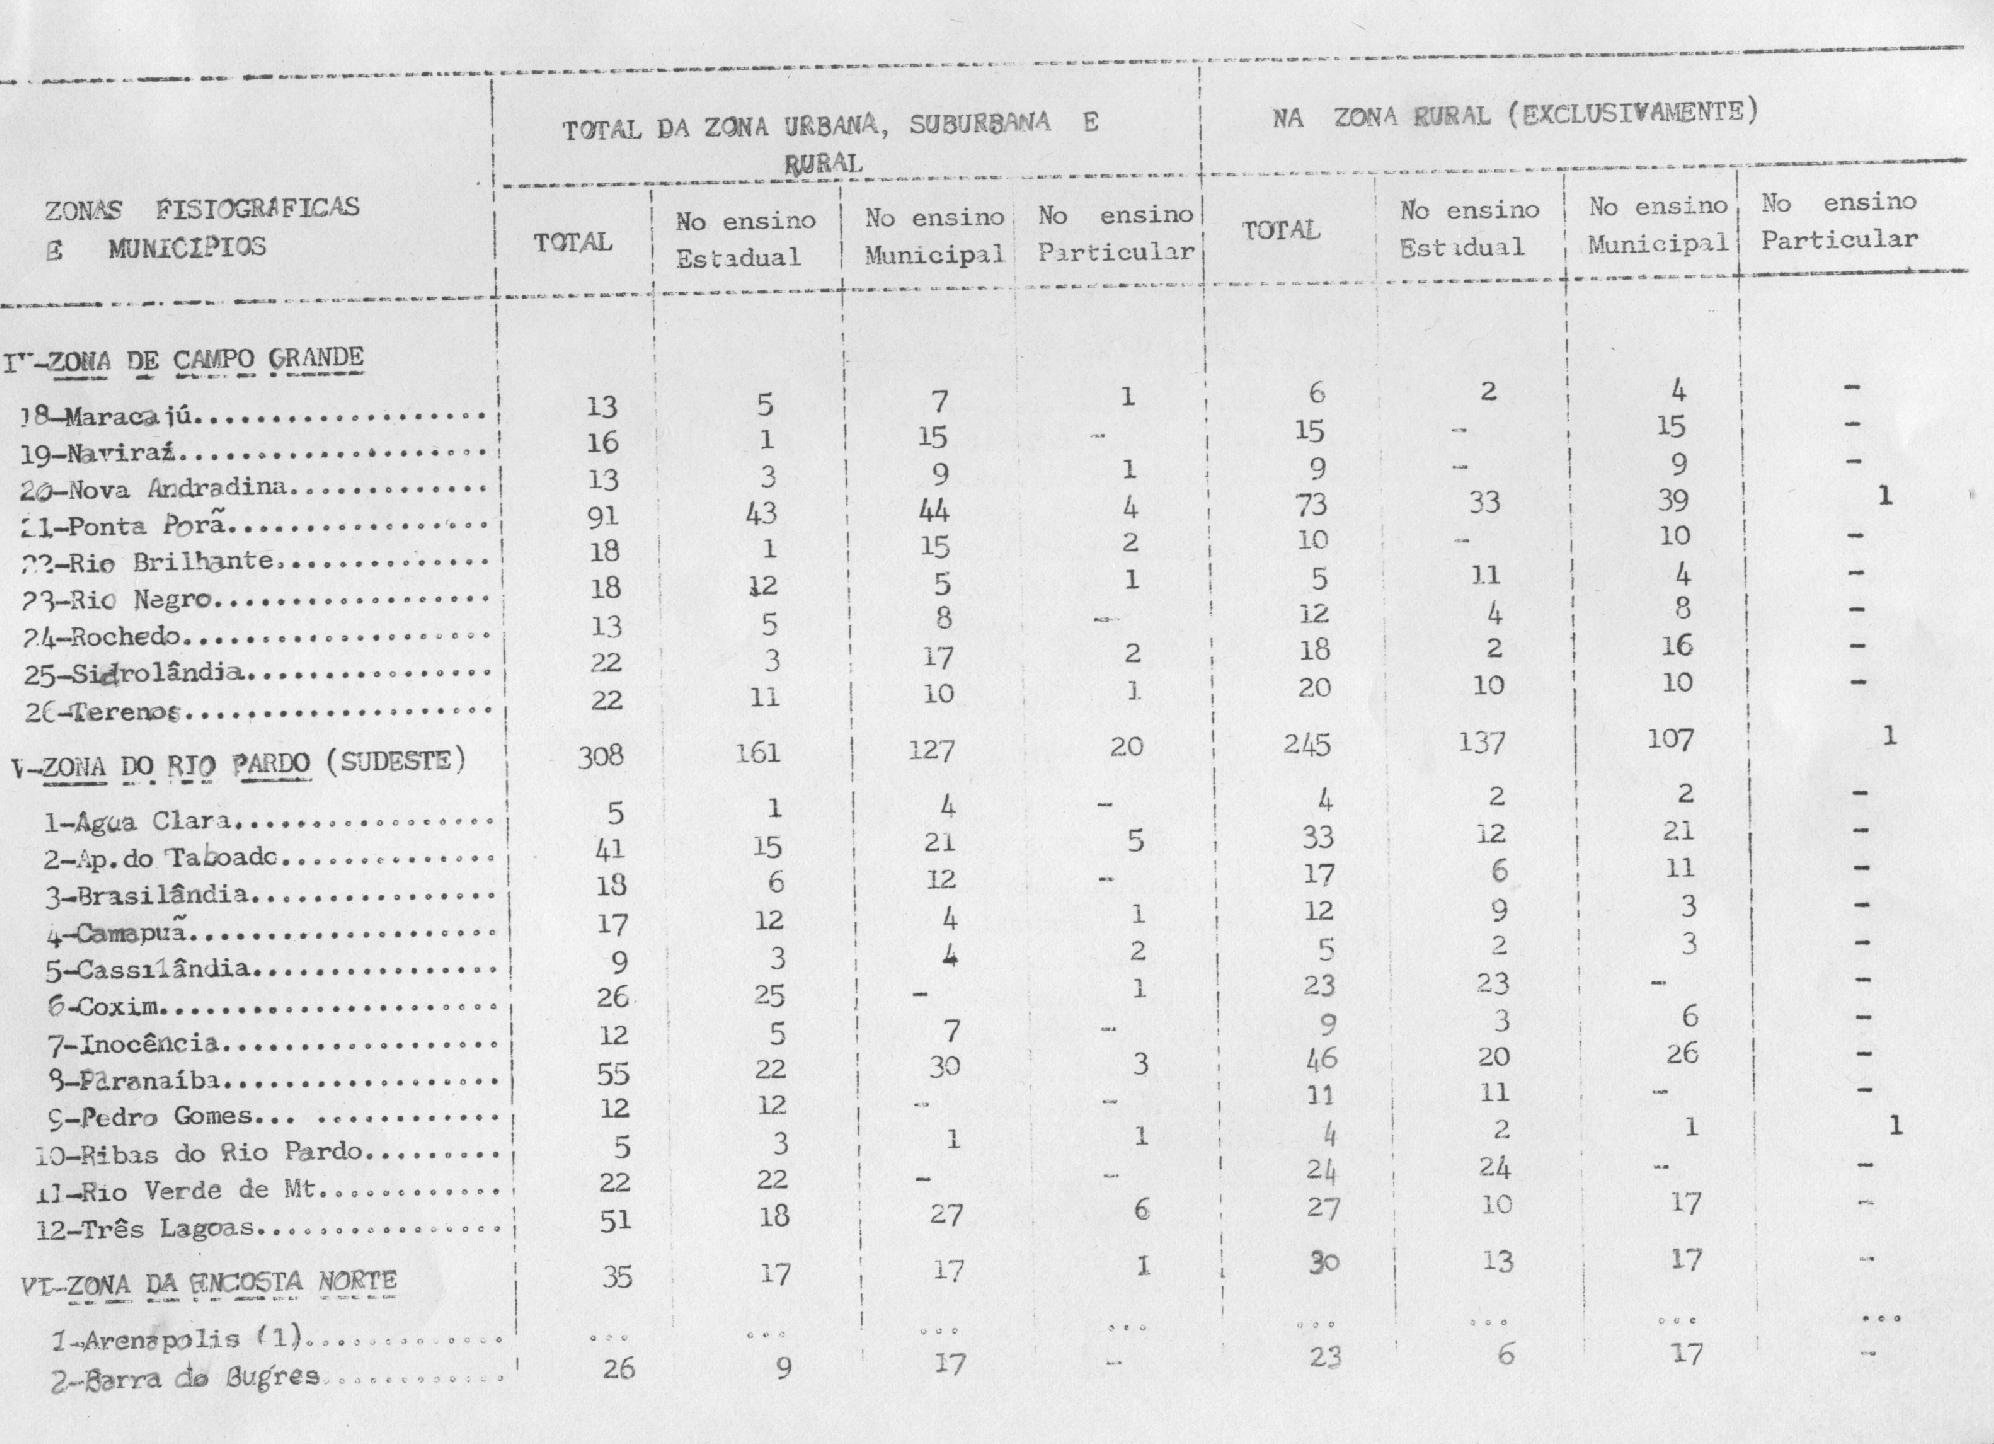 TOTAL DA ZONA URBANA, SUBURBANA E RURAL
NA ZONA RURAL (EXCLUSIVAMENTE)
ZONAS FISIOGRÁFICAS E MUNICÍPIOS
TOTAL No ensino Estadual No ensino Municipal No ensino Particular TOTAL No ensino Estadual No ensino Municipal No ensino Particular
-ZONA DE CAMPO GRANDE
18-Maracajú................... 13 5 7 1 6 2 4 -
19-Naviraí.................... 16 1 15 - 15 - 15 -
20-Nova Andradina............. 13 3 9 1 9 - 9 -
21-Ponta Porã................. 91 43 44 4 73 33 39 1
22-Rio Brilhante.............. 18 1 15 2 10 - 10 -
23-Rio Negro.................. 18 12 5 1 5 11 4 -
24-Rochedo.................... 13 5 8 - 12 4 8 -
25-Sidrolândia................ 22 3 17 2 18 2 16 -
26-Terenos.................... 22 11 10 1 20 10 10 -
V-ZONA DO RIO PARDO (SUDESTE) 308 161 127 20 245 137 107 1
1-Agua Clara................. 5 1 4 - 4 2 2 -
2-Ap.do Taboado.............. 41 15 21 5 33 12 21 -
3-Brasilândia................ 18 6 12 - 17 6 11 -
4-Camapuã.................... 17 12 4 1 12 9 3 -
5-Cassilândia................ 9 3 4 2 5 2 3 -
6-Coxim...................... 26 25 - 1 23 23 - -
7-Inocência.................. 12 5 7 - 9 3 6 -
8-Paranaíba.................. 55 22 30 3 46 20 26 -
9-Pedro Gomes... ............ 12 12 - - 11 11 - -
10-Ribas do Rio Pardo......... 5 3 1 1 4 2 1 1
11-Rio Verde de Mt............ 22 22 - - 24 24 - -
12-Três Lagoas................ 51 18 27 6 27 10 17 -
VI-ZONA DA ENCOSTA NORTE 35 17 17 1 30 13 17 -
1-Arenapolis (1)............. ... ... ... ... ... ... ... ...
2-Barra do Bugres............ 26 9 17 - 23 6 17 -